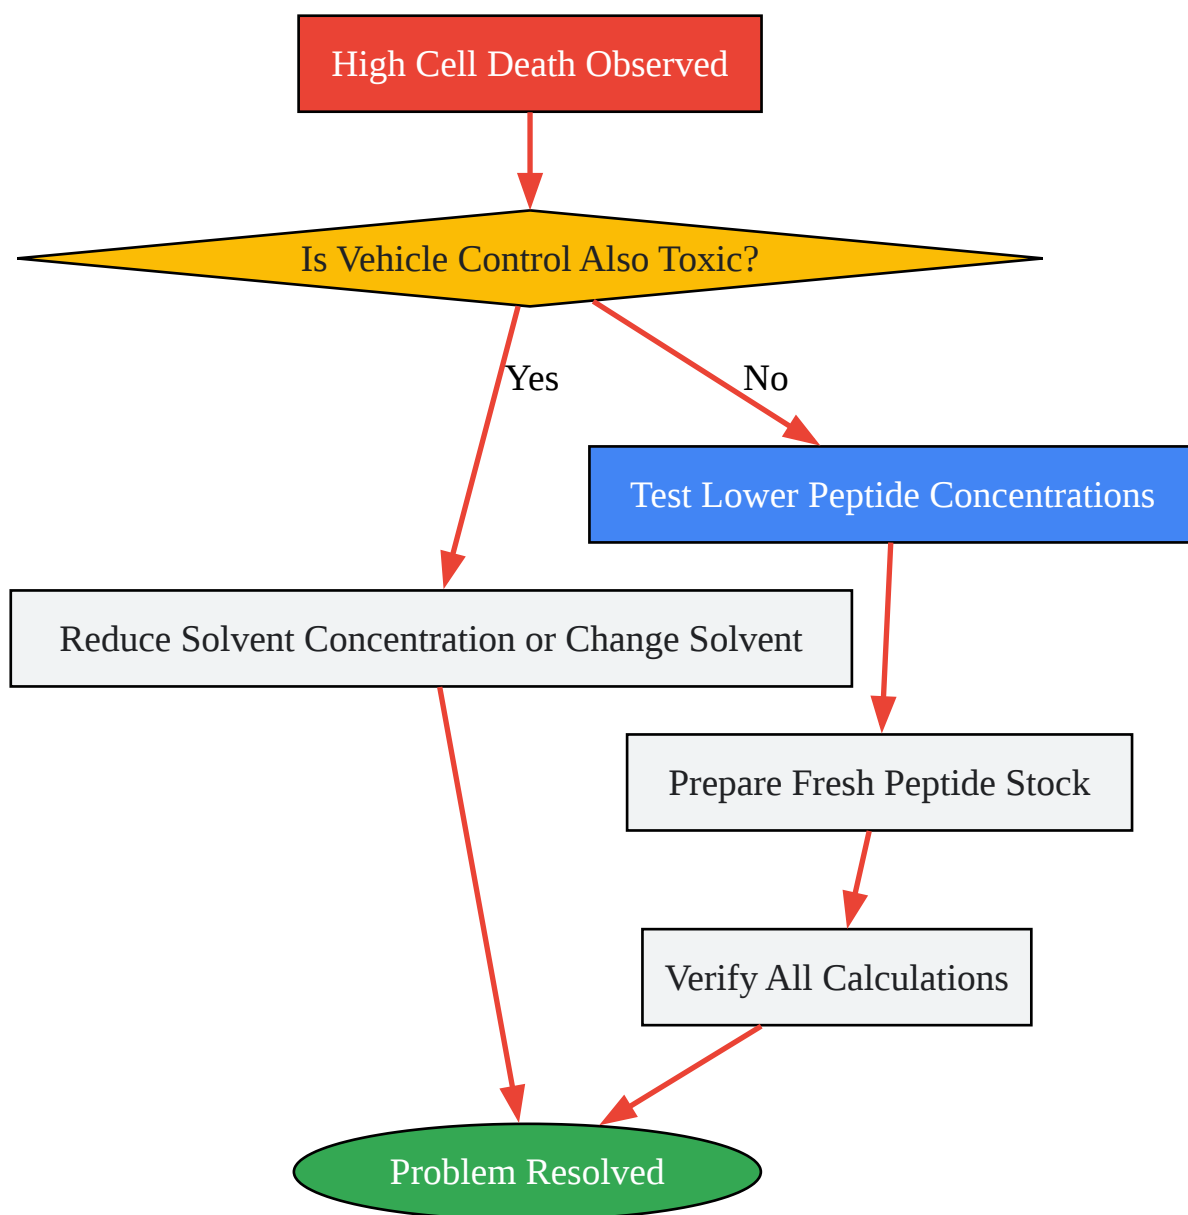 High Cell Death Observed
Is Vehicle Control Also Toxic?
Yes
No
Test Lower Peptide Concentrations
Reduce Solvent Concentration or Change Solvent
Prepare Fresh Peptide Stock
Verify All Calculations
Problem Resolved